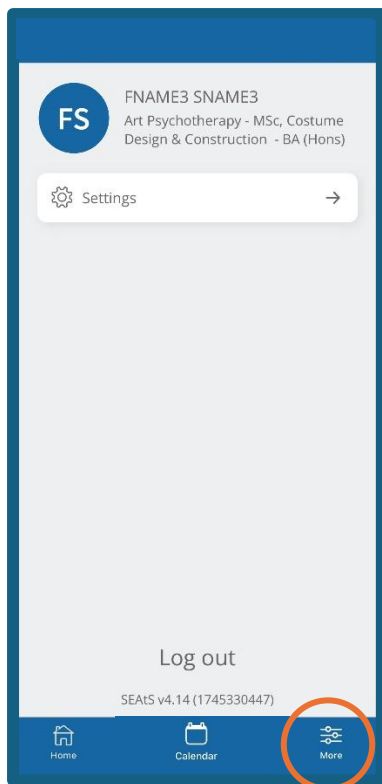 FS
FNAME3 SNAME3
Art Psychotherapy - MSc, Costume
Design & Construction - BA (Hons)
Settings
Log out
SEAtS v4.14 (1745330447)
Home
Calendar
More